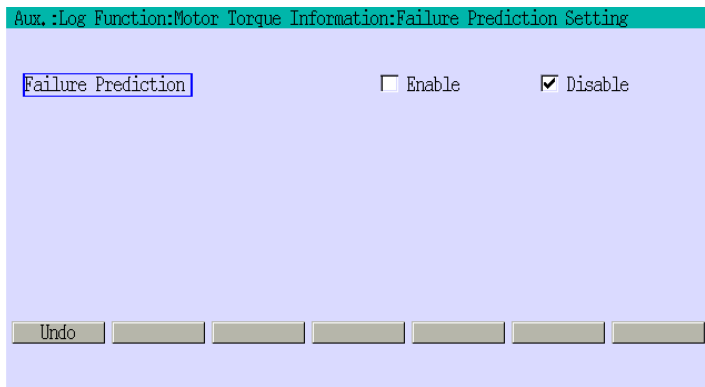 Aux.:Log Function:Motor Torque Information:Failure Prediction Setting
Failure Prediction Enable Disable
Undo